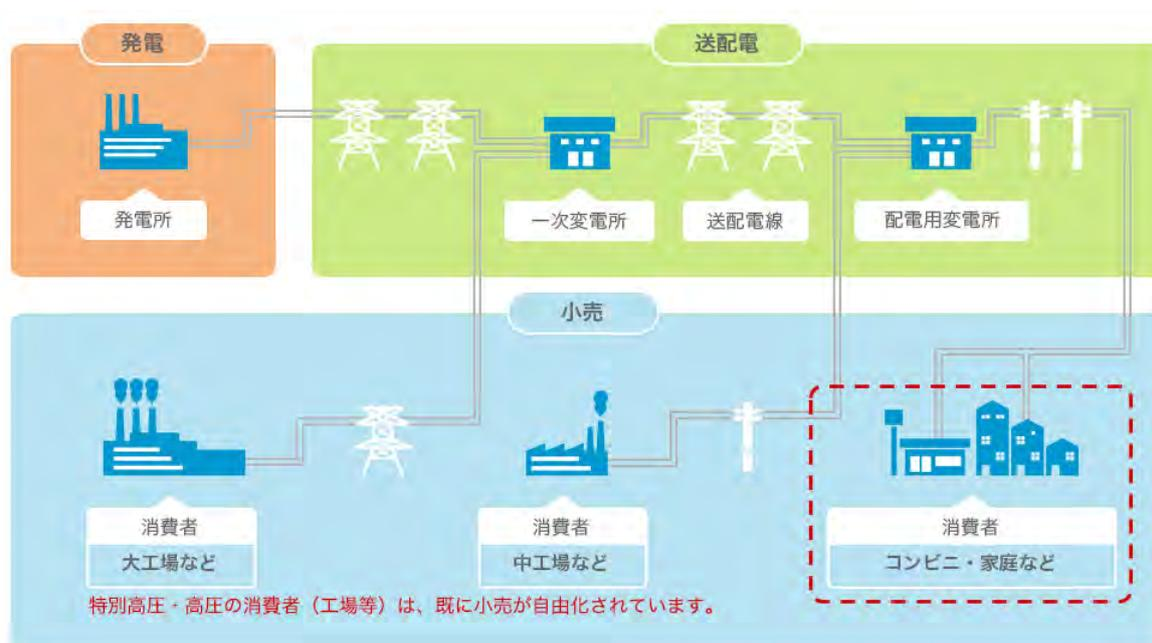 発電
送配電
発電所
一次変電所
送配電線
配電用変電所
小売
消費者
大工場など
消費者
中工場など
消費者
コンビニ・家庭など
特別高圧・高圧の消費者（工場等）は、既に小売が自由化されています。